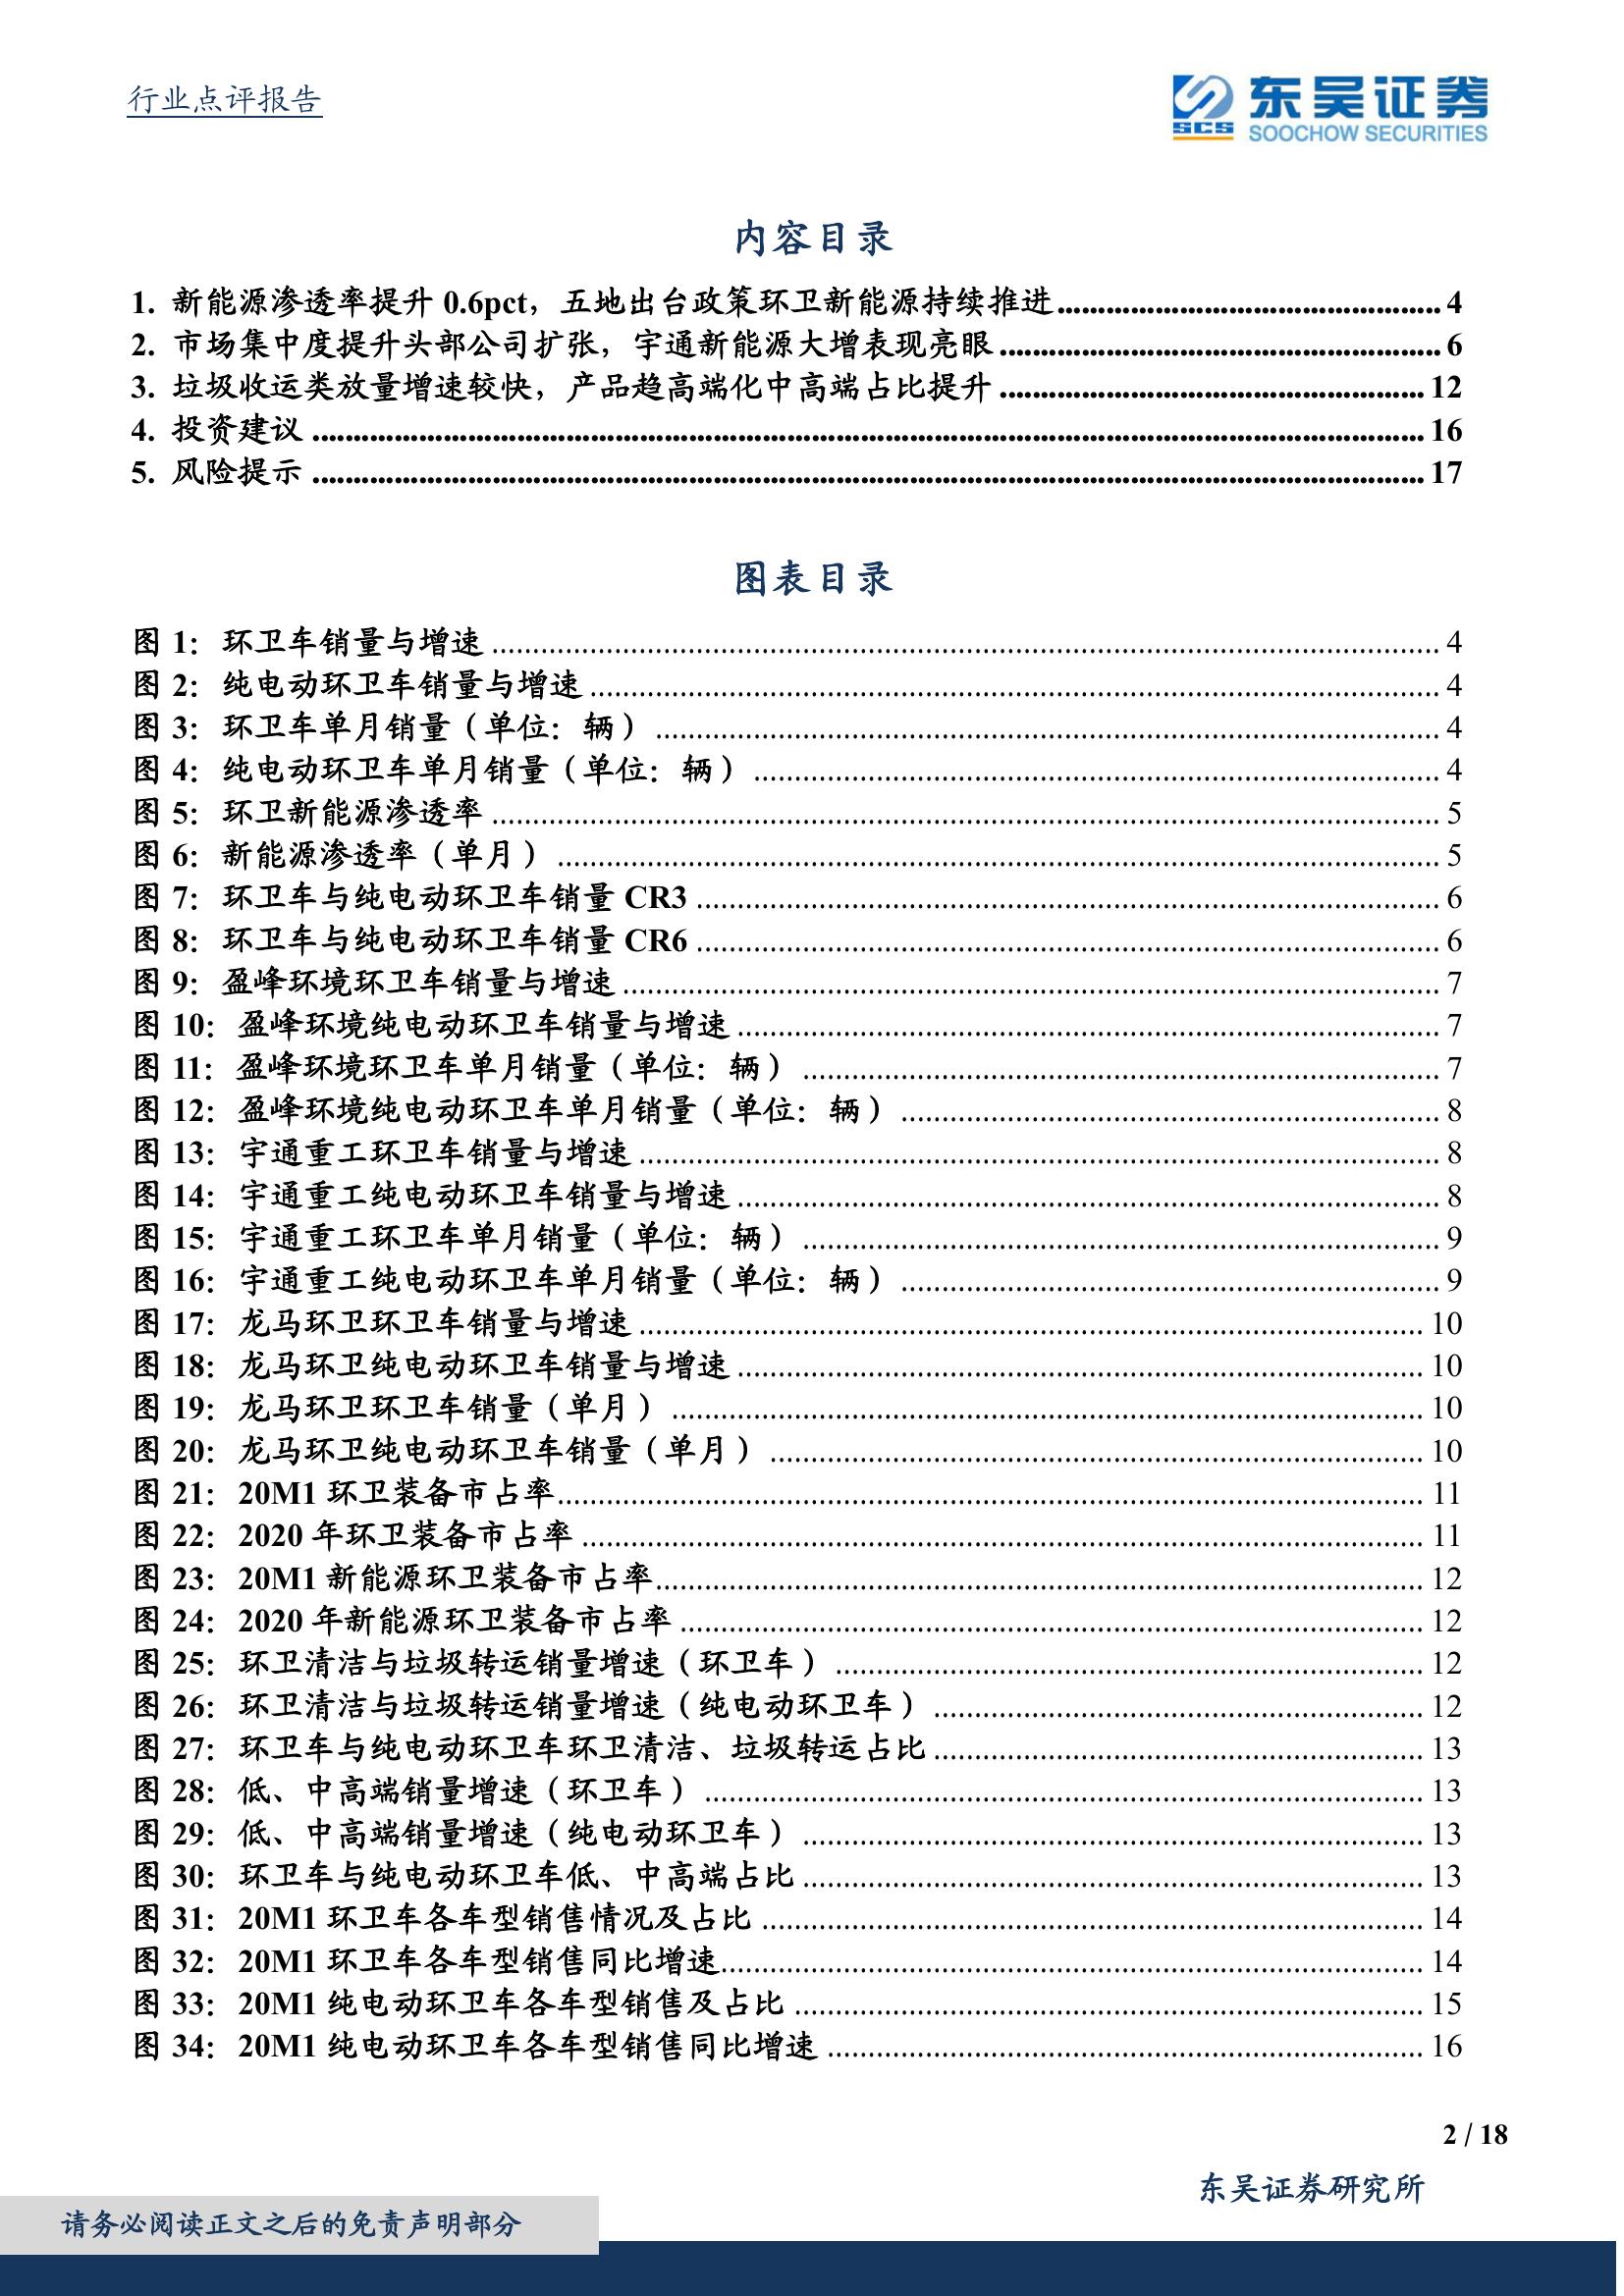 行业点评报告
东吴证券
SCS
SOOCHOW SECURITIES
内容目录
1. 新能源渗透率提升 0.6pct，五地出台政策环卫新能源持续推进 4
2. 市场集中度提升头部公司扩张，宇通新能源大增表现亮眼 6
3. 垃圾收运类放量增速较快，产品趋高端化中高端占比提升 12
4. 投资建议 16
5. 风险提示 17
图表目录
图 1：环卫车销量与增速 4
图 2：纯电动环卫车销量与增速 4
图 3：环卫车单月销量（单位：辆） 4
图 4：纯电动环卫车单月销量（单位：辆） 4
图 5：环卫新能源渗透率 5
图 6：新能源渗透率（单月） 5
图 7：环卫车与纯电动环卫车销量 CR3 6
图 8：环卫车与纯电动环卫车销量 CR6 6
图 9：盈峰环境环卫车销量与增速 7
图 10：盈峰环境纯电动环卫车销量与增速 7
图 11：盈峰环境环卫车单月销量（单位：辆） 7
图 12：盈峰环境纯电动环卫车单月销量（单位：辆） 8
图 13：宇通重工环卫车销量与增速 8
图 14：宇通重工纯电动环卫车销量与增速 8
图 15：宇通重工环卫车单月销量（单位：辆） 9
图 16：宇通重工纯电动环卫车单月销量（单位：辆） 9
图 17：龙马环卫环卫车销量与增速 10
图 18：龙马环卫纯电动环卫车销量与增速 10
图 19：龙马环卫环卫车销量（单月） 10
图 20：龙马环卫纯电动环卫车销量（单月） 10
图 21：20M1 环卫装备市占率 11
图 22：2020 年环卫装备市占率 11
图 23：20M1 新能源环卫装备市占率 12
图 24：2020 年新能源环卫装备市占率 12
图 25：环卫清洁与垃圾转运销量增速（环卫车） 12
图 26：环卫清洁与垃圾转运销量增速（纯电动环卫车） 12
图 27：环卫车与纯电动环卫车环卫清洁、垃圾转运占比 13
图 28：低、中高端销量增速（环卫车） 13
图 29：低、中高端销量增速（纯电动环卫车） 13
图 30：环卫车与纯电动环卫车低、中高端占比 13
图 31：20M1 环卫车各车型销售情况及占比 14
图 32：20M1 环卫车各车型销售同比增速 14
图 33：20M1 纯电动环卫车各车型销售及占比 15
图 34：20M1 纯电动环卫车各车型销售同比增速 16
2 / 18
东吴证券研究所
请务必阅读正文之后的免责声明部分